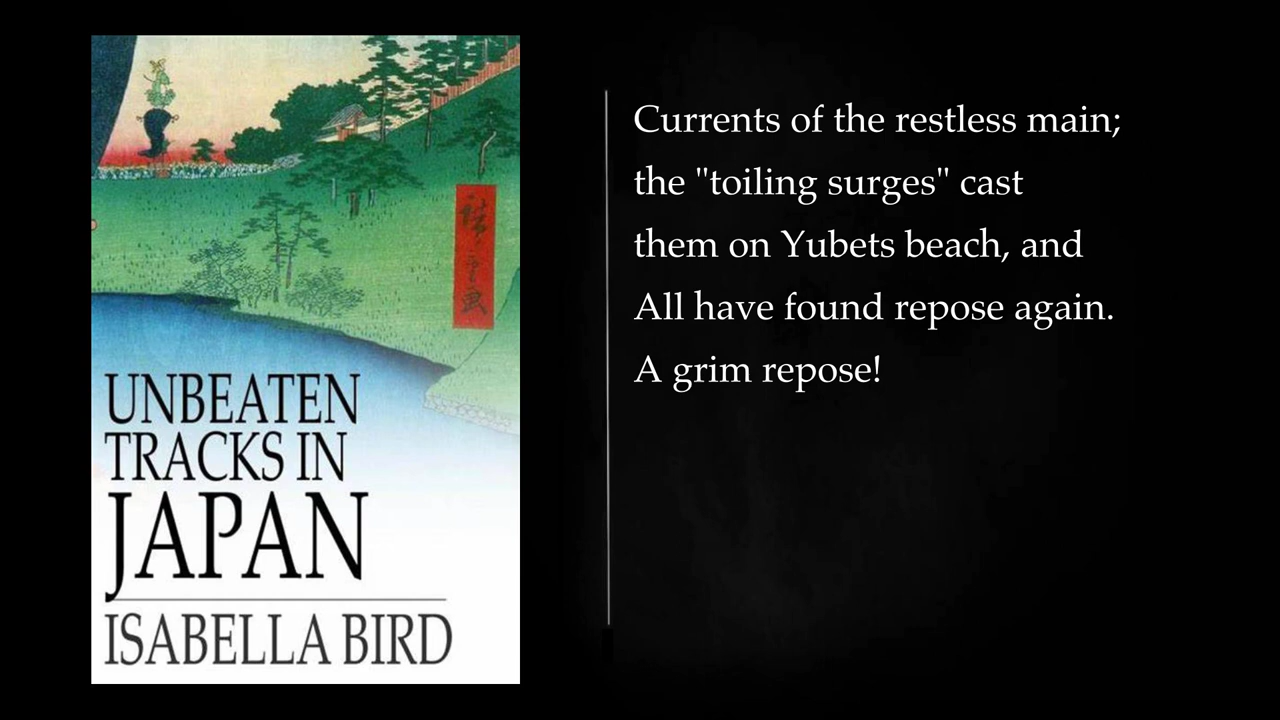 UNBEATEN
TRACKS IN
JAPAN
ISABELLA BIRD
Currents of the restless main;
the "toiling surges" cast
them on Yubets beach, and
All have found repose again.
A grim repose!